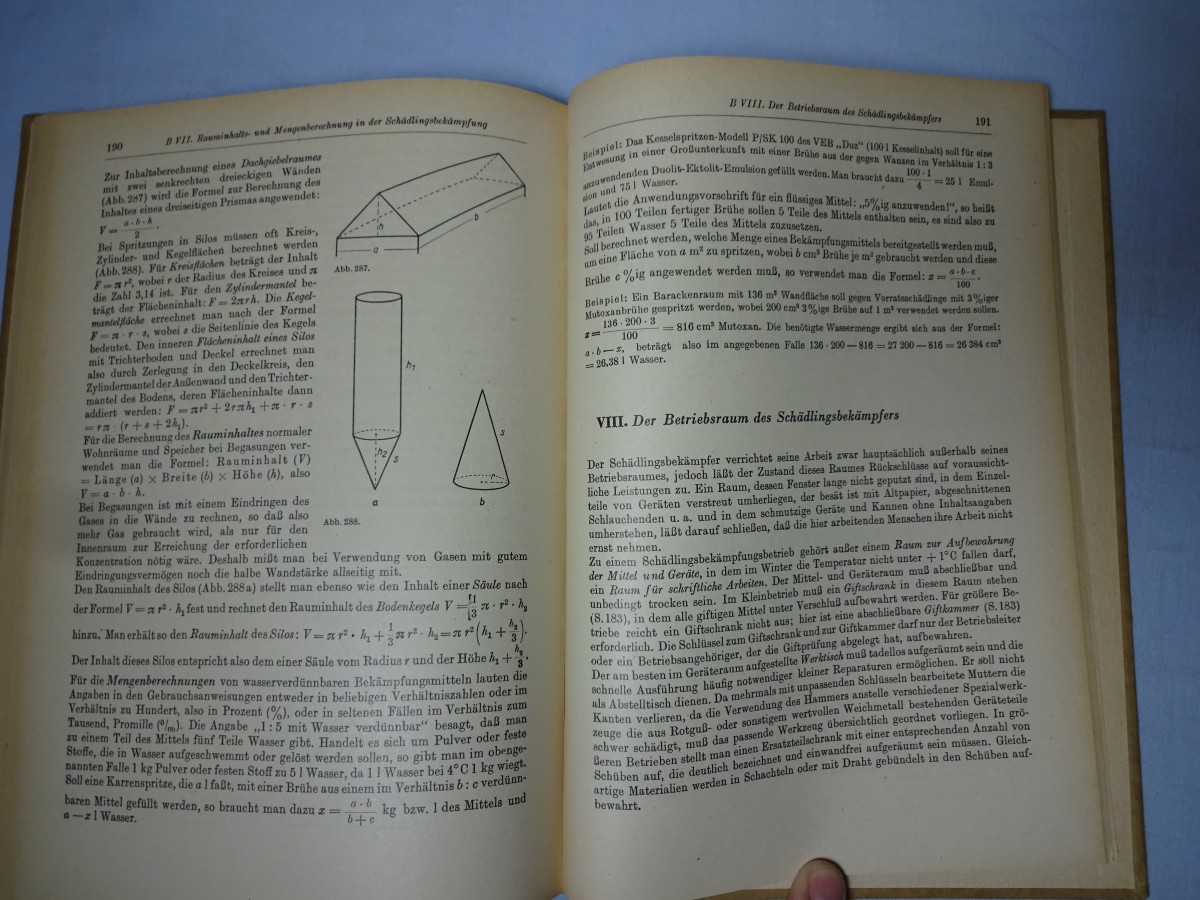 190
B VII. Rauminhalts- und Mengenberechnung in der Schädlingsbekämpfung
Zur Inhaltsberechnung eines Dachgiebelraumes
mit zwei senkrechten dreieckigen Wänden
(Abb. 287) wird die Formel zur Berechnung des
Inhaltes eines dreiseitigen Prismas angewendet:
V = a · b · h / 2 .
Bei Spritzungen in Silos müssen oft Kreis-,
Zylinder- und Kegelflächen berechnet werden
(Abb. 288). Für Kreisflächen beträgt der Inhalt
F = π r², wobei r der Radius des Kreises und π
die Zahl 3,14 ist. Für den Zylindermantel be-
trägt der Flächeninhalt: F = 2πrh. Die Kegel-
mantelfläche errechnet man nach der Formel
F = π · r · s, wobei s die Seitenlinie des Kegels
bedeutet. Den inneren Flächeninhalt eines Silos
mit Trichterboden und Deckel errechnet man
also durch Zerlegung in den Deckelkreis, den
Zylindermantel der Außenwand und den Trichter-
mantel des Bodens, deren Flächeninhalte dann
addiert werden: F = πr² + 2rπh₁ + π · r · s
= rπ · (r + s + 2h₁).
Für die Berechnung des Rauminhaltes normaler
Wohnräume und Speicher bei Begasungen ver-
wendet man die Formel: Rauminhalt (V)
= Länge (a) × Breite (b) × Höhe (h), also
V = a · b · h.
Bei Begasungen ist mit einem Eindringen des
Gases in die Wände zu rechnen, so daß also
mehr Gas gebraucht wird, als nur für den
Innenraum zur Erreichung der erforderlichen
Konzentration nötig wäre. Deshalb mißt man bei Verwendung von Gasen mit gutem
Eindringungsvermögen noch die halbe Wandstärke allseitig mit.
h
a
b
Abb. 287.
h₁
h₂
s
a
s
r
b
Abb. 288.
Den Rauminhalt des Silos (Abb. 288a) stellt man ebenso wie den Inhalt einer Säule nach
der Formel V = π r² · h₁ fest und rechnet den Rauminhalt des Bodenkegels V = 1/3 π · r² · h₂
hinzu. Man erhält so den Rauminhalt des Silos: V = π r² · h₁ + 1/3 π r² · h₂ = π r² (h₁ + h₂/3).
Der Inhalt dieses Silos entspricht also dem einer Säule vom Radius r und der Höhe h₁ + h₂/3.
Für die Mengenberechnungen von wasserverdünnbaren Bekämpfungsmitteln lauten die
Angaben in den Gebrauchsanweisungen entweder in beliebigen Verhältniszahlen oder im
Verhältnis zu Hundert, also in Prozent (%), oder in seltenen Fällen im Verhältnis zum
Tausend, Promille (‰). Die Angabe „1 : 5 mit Wasser verdünnbar“ besagt, daß man
zu einem Teil des Mittels fünf Teile Wasser gibt. Handelt es sich um Pulver oder feste
Stoffe, die in Wasser aufgeschwemmt oder gelöst werden sollen, so gibt man im obenge-
nannten Falle 1 kg Pulver oder festen Stoff zu 5 l Wasser, da 1 l Wasser bei 4°C 1 kg wiegt.
Soll eine Karrenspritze, die a l faßt, mit einer Brühe aus einem im Verhältnis b : c verdünn-
baren Mittel gefüllt werden, so braucht man dazu x = a · b / b + c kg bzw. l des Mittels und
a — x l Wasser.
B VIII. Der Betriebsraum des Schädlingsbekämpfers
191
Beispiel: Das Kesselspritzen-Modell P/SK 100 des VEB „Duz“ (100 l Kesselinhalt) soll für eine
Entwesung in einer Großunterkunft mit einer Brühe aus der gegen Wanzen im Verhältnis 1 : 3
anzuwendenden Duolit-Ektolit-Emulsion gefüllt werden. Man braucht dazu 100 · 1 / 4 = 25 l Emul-
sion und 75 l Wasser.
Lautet die Anwendungsvorschrift für ein flüssiges Mittel: „5%ig anzuwenden!“, so heißt
das, in 100 Teilen fertiger Brühe sollen 5 Teile des Mittels enthalten sein, es sind also zu
95 Teilen Wasser 5 Teile des Mittels zuzusetzen.
Soll berechnet werden, welche Menge eines Bekämpfungsmittels bereitgestellt werden muß,
um eine Fläche von a m² zu spritzen, wobei b cm³ Brühe je m² gebraucht werden und diese
Brühe c %ig angewendet werden muß, so verwendet man die Formel: x = a · b · c / 100 .
Beispiel: Ein Barackenraum mit 136 m² Wandfläche soll gegen Vorratsschädlinge mit 3%iger
Mutoxanbrühe gespritzt werden, wobei 200 cm³ 3%ige Brühe auf 1 m² verwendet werden sollen.
x = 136 · 200 · 3 / 100 = 816 cm³ Mutoxan. Die benötigte Wassermenge ergibt sich aus der Formel:
a · b — x, beträgt also im angegebenen Falle 136 · 200 — 816 = 27 200 — 816 = 26 384 cm³
= 26,38 l Wasser.
VIII. Der Betriebsraum des Schädlingsbekämpfers
Der Schädlingsbekämpfer verrichtet seine Arbeit zwar hauptsächlich außerhalb seines
Betriebsraumes, jedoch läßt der Zustand dieses Raumes Rückschlüsse auf voraussicht-
liche Leistungen zu. Ein Raum, dessen Fenster lange nicht geputzt sind, in dem Einzel-
teile von Geräten verstreut umherliegen, der besät ist mit Altpapier, abgeschnittenen
Schlauchenden u. a. und in dem schmutzige Geräte und Kannen ohne Inhaltsangaben
umherstehen, läßt darauf schließen, daß die hier arbeitenden Menschen ihre Arbeit nicht
ernst nehmen.
Zu einem Schädlingsbekämpfungsbetrieb gehört außer einem Raum zur Aufbewahrung
der Mittel und Geräte, in dem im Winter die Temperatur nicht unter + 1°C fallen darf,
ein Raum für schriftliche Arbeiten. Der Mittel- und Geräteraum muß abschließbar und
unbedingt trocken sein. Im Kleinbetrieb muß ein Giftschrank in diesem Raum stehen
(S. 183), in dem alle giftigen Mittel unter Verschluß aufbewahrt werden. Für größere Be-
triebe reicht ein Giftschrank nicht aus; hier ist eine abschließbare Giftkammer (S. 183)
erforderlich. Die Schlüssel zum Giftschrank und zur Giftkammer darf nur der Betriebsleiter
oder ein Betriebsangehöriger, der die Giftprüfung abgelegt hat, aufbewahren.
Der am besten im Geräteraum aufgestellte Werktisch muß tadellos aufgeräumt sein und die
schnelle Ausführung häufig notwendiger kleiner Reparaturen ermöglichen. Er soll nicht
als Abstelltisch dienen. Da mehrmals mit unpassenden Schlüsseln bearbeitete Muttern die
Kanten verlieren, da die Verwendung des Hammers anstelle verschiedener Spezialwerk-
zeuge die aus Rotguß- oder sonstigem wertvollen Weichmetall bestehenden Geräteteile
schwer schädigt, muß das passende Werkzeug übersichtlich geordnet vorliegen. In grö-
ßeren Betrieben stellt man einen Ersatzteilschrank mit einer entsprechenden Anzahl von
Schüben auf, die deutlich bezeichnet und einwandfrei aufgeräumt sein müssen. Gleich-
artige Materialien werden in Schachteln oder mit Draht gebündelt in den Schüben auf-
bewahrt.